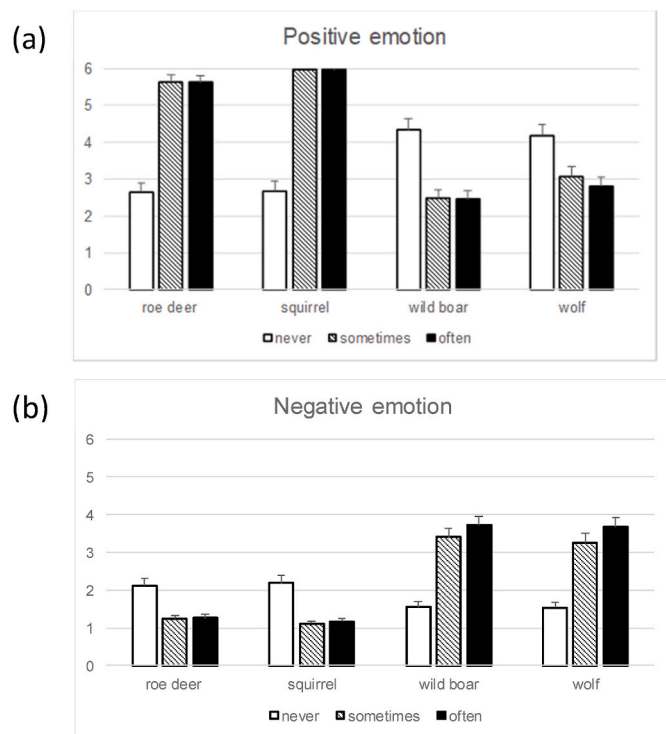 (a)
Positive emotion
6
5
4
3
2
1
0
roe deer squirrel wild boar wolf
never sometimes often
(b)
Negative emotion
6
5
4
3
2
1
0
roe deer squirrel wild boar wolf
never sometimes often